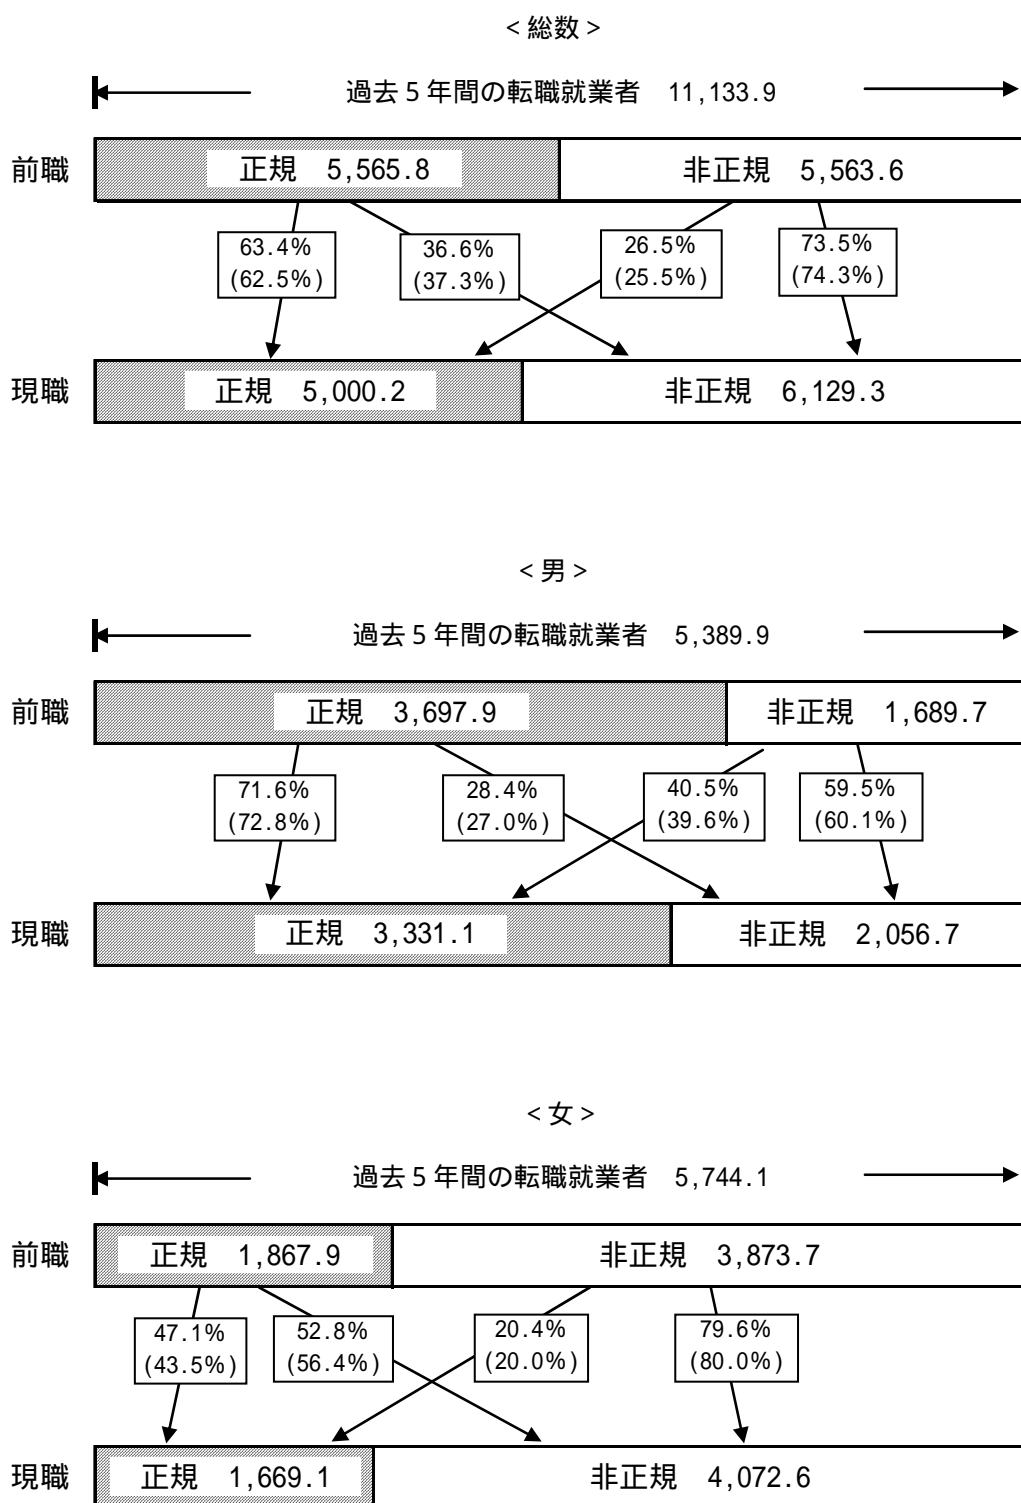 ＜総数＞
過去５年間の転職就業者　11,133.9
前職　正規　5,565.8　非正規　5,563.6
63.4%　36.6%　26.5%　73.5%
(62.5%)　(37.3%)　(25.5%)　(74.3%)
現職　正規　5,000.2　非正規　6,129.3
＜男＞
過去５年間の転職就業者　5,389.9
前職　正規　3,697.9　非正規　1,689.7
71.6%　28.4%　40.5%　59.5%
(72.8%)　(27.0%)　(39.6%)　(60.1%)
現職　正規　3,331.1　非正規　2,056.7
＜女＞
過去５年間の転職就業者　5,744.1
前職　正規　1,867.9　非正規　3,873.7
47.1%　52.8%　20.4%　79.6%
(43.5%)　(56.4%)　(20.0%)　(80.0%)
現職　正規　1,669.1　非正規　4,072.6